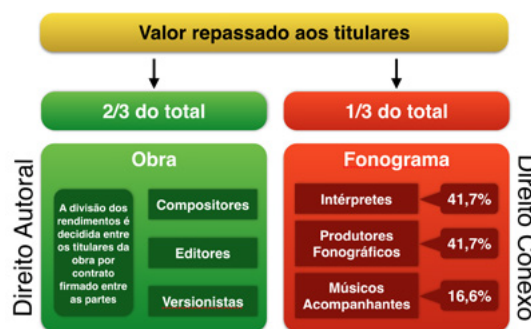 Valor repassado aos titulares
2/3 do total
1/3 do total
Direito Autoral
Obra
A divisão dos
rendimentos é
decidida entre
os titulares da
obra por
contrato
firmado entre
as partes
Compositores
Editores
Versionistas
Fonograma
Intérpretes
41,7%
Produtores
Fonográficos
41,7%
Músicos
Acompanhantes
16,6%
Direito Conexo